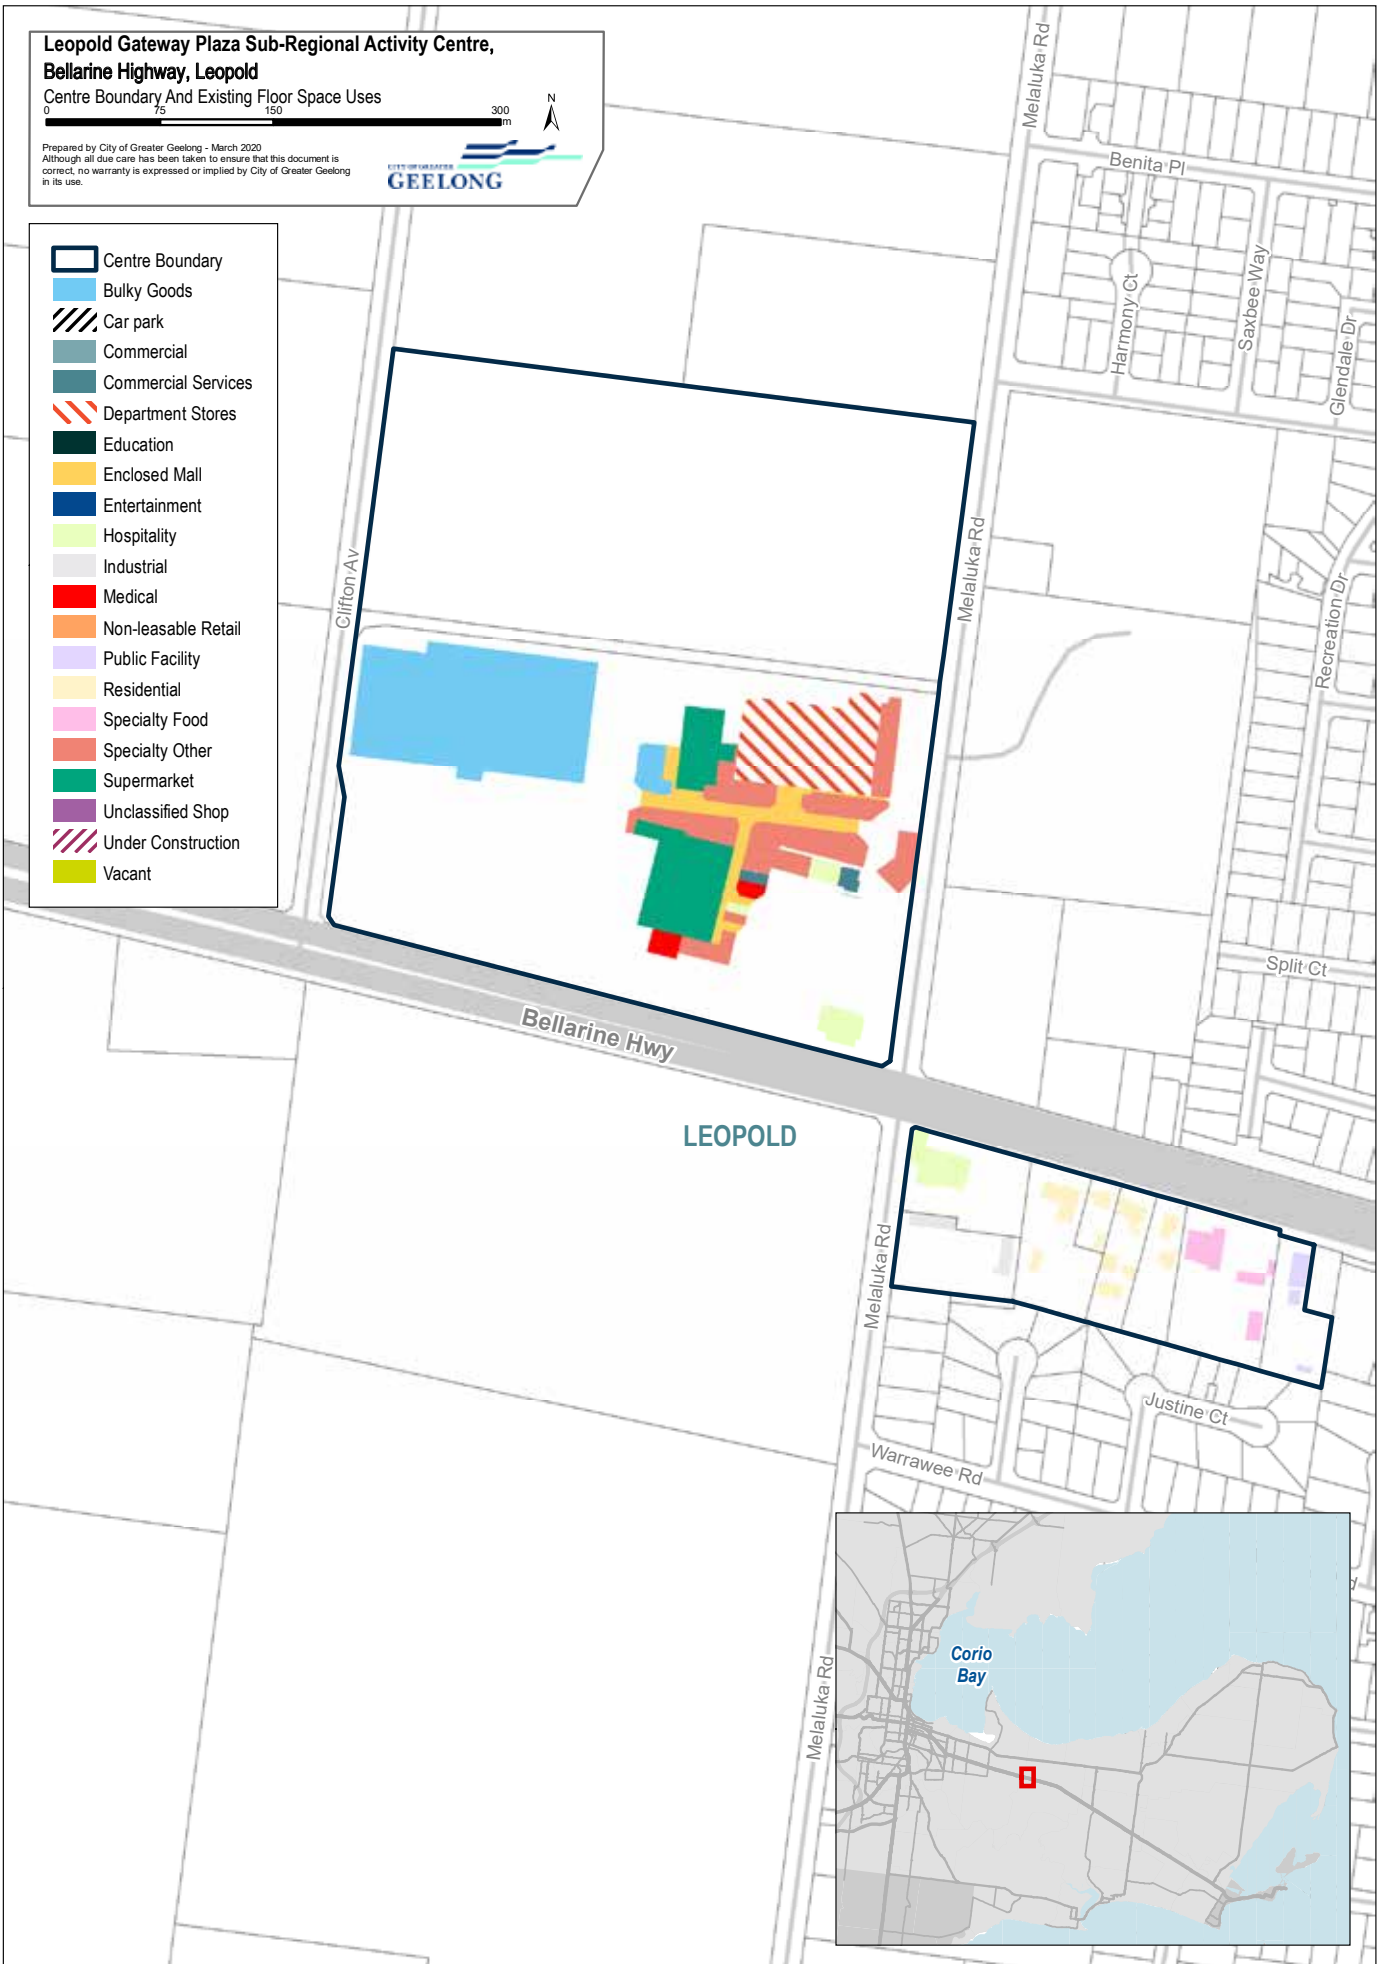 Leopold Gateway Plaza Sub-Regional Activity Centre,
Bellarine Highway, Leopold
Centre Boundary And Existing Floor Space Uses
0 75 150 300
m
N
Prepared by City of Greater Geelong - March 2020
Although all due care has been taken to ensure that this document is
correct, no warranty is expressed or implied by City of Greater Geelong
in its use.
CITY OF GREATER
GEELONG
Centre Boundary
Bulky Goods
Car park
Commercial
Commercial Services
Department Stores
Education
Enclosed Mall
Entertainment
Hospitality
Industrial
Medical
Non-leasable Retail
Public Facility
Residential
Specialty Food
Specialty Other
Supermarket
Unclassified Shop
Under Construction
Vacant
Melaluka Rd
Benita Pl
Harmony Ct
Saxbee Way
Glendale Dr
Clifton Av
Melaluka Rd
Recreation Dr
Split Ct
Bellarine Hwy
LEOPOLD
Melaluka Rd
Justine Ct
Warrawee Rd
Melaluka Rd
Corio
Bay